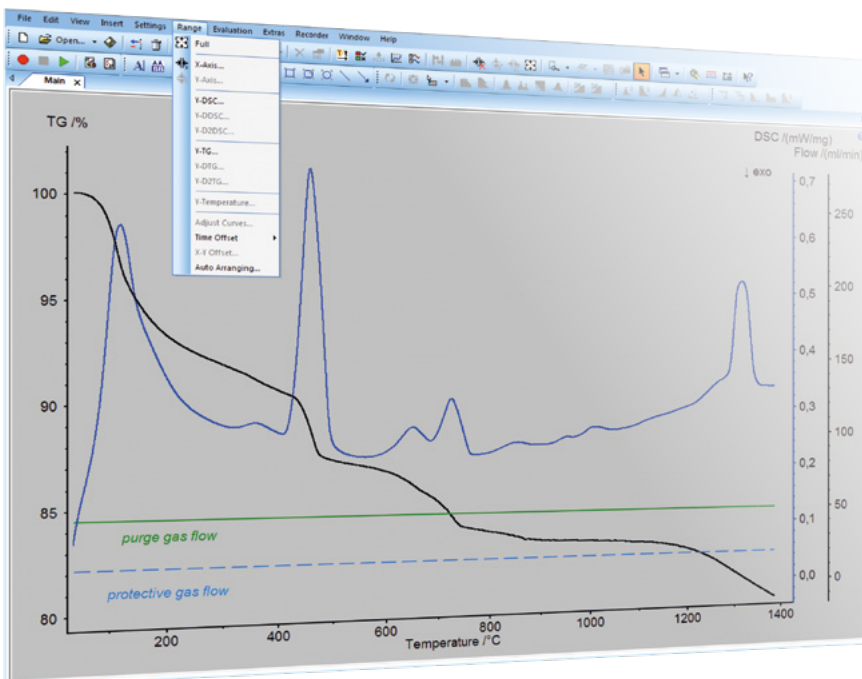 File Edit View Insert Settings Range Evaluation Extras Recorder Window Help
Open...
Full
X-Axis...
Y-Axis...
Main
Y-DSC...
Y-DDSC...
Y-D2DSC...
Y-TG...
Y-DTG...
Y-D2TG...
Y-Temperature...
Adjust Curves...
Time Offset
X-Y Offset...
Auto Arranging...
TG /%
DSC /(mW/mg)
Flow /(ml/min)
↓ exo
100
95
90
85
80
0,7
0,6
0,5
0,4
0,3
0,2
0,1
0,0
250
200
150
100
50
0
purge gas flow
protective gas flow
200 400 600 800 1000 1200 1400
Temperature /°C